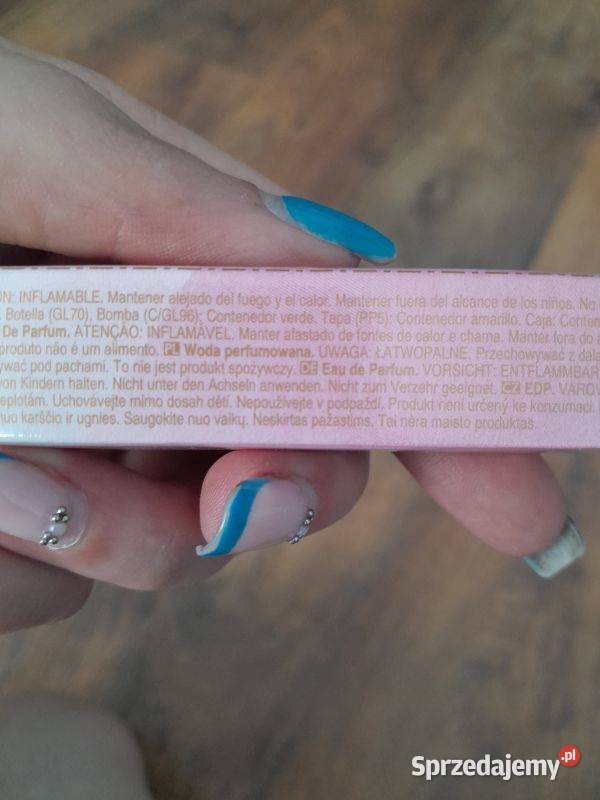 ON: INFLAMABLE. Mantener alejado del fuego y el calor. Mantener fuera del alcance de los niños. No
Botella (GL70), Bomba (C/GL96); Contenedor verde. Tapa (PP5): Contenedor amarillo. Caja: Conten
De Parfum. ATENÇÃO: INFLAMÁVEL. Manter afastado de fontes de calor e chama. Manter fora do a
produto não é um alimento. PL Woda perfumowana. UWAGA: ŁATWOPALNE. Przechowywać z dala
ywać pod pachami. To nie jest produkt spożywczy. DE Eau de Parfum. VORSICHT: ENTFLAMMBAR
von Kindern halten. Nicht unter den Achseln anwenden. Nicht zum Verzehr geeignet. CZ EDP. VAROV
eplotám. Uchovávejte mimo dosah dětí. Nepoužívejte v podpaždí. Produkt není určený ke konzumaci.
nuo karščio ir ugnies. Saugokite nuo vaikų. Neskirtas pažastims. Tai nėra maisto produktas.
Sprzedajemy.pl